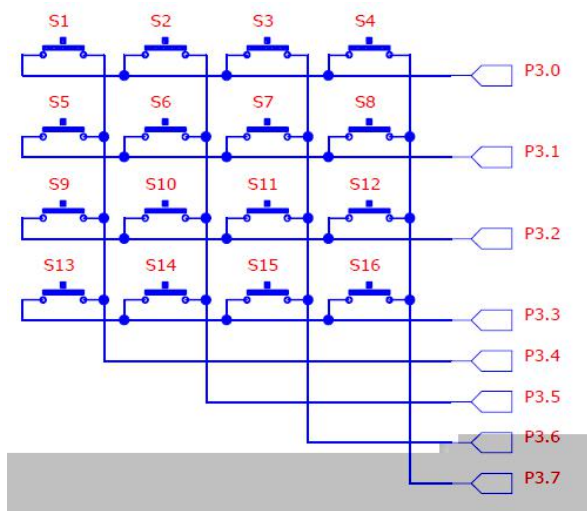 S1 S2 S3 S4
P3.0
S5 S6 S7 S8
P3.1
S9 S10 S11 S12
P3.2
S13 S14 S15 S16
P3.3
P3.4
P3.5
P3.6
P3.7